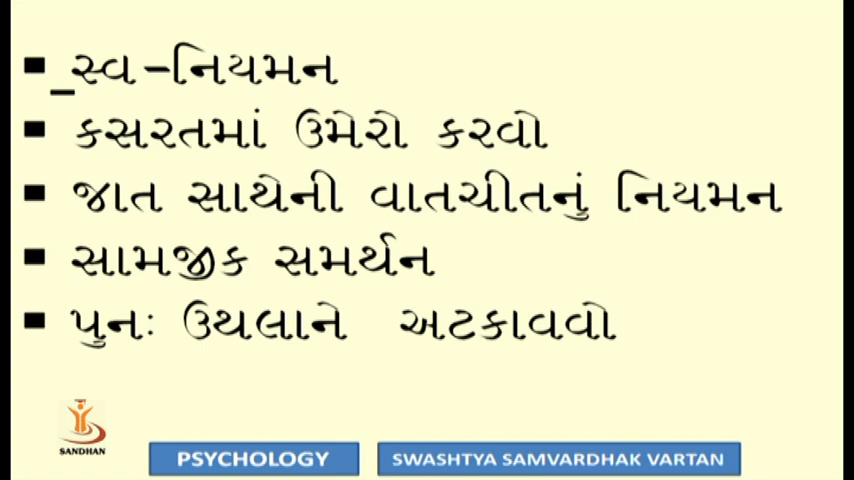 _સ્વ –નિયમન
કસરતમાં ઉમેરો કરવો
જાત સાથેની વાતચીતનું નિયમન
સામજીક સમર્થન
પુનઃ ઉથલાને અટકાવવો
SANDHAN
PSYCHOLOGY
SWASHTYA SAMVARDHAK VARTAN